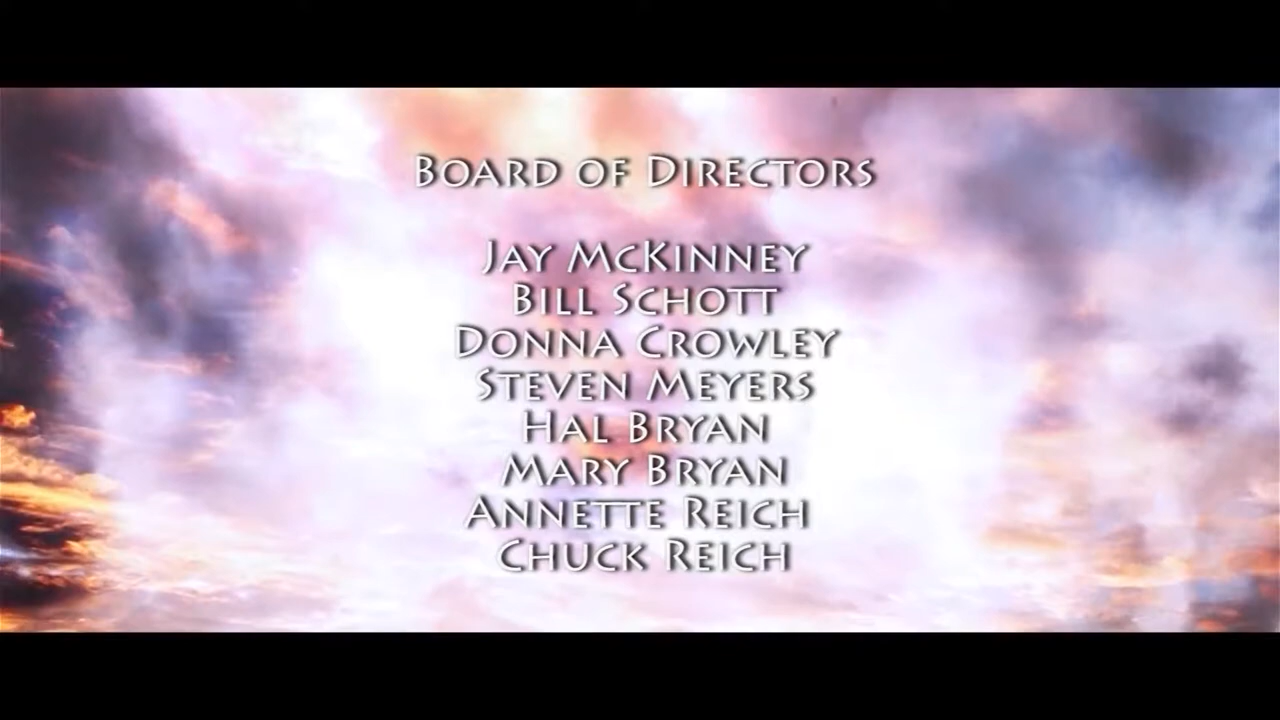 Board of Directors
Jay McKinney
Bill Schott
Donna Crowley
Steven Meyers
Hal Bryan
Mary Bryan
Annette Reich
Chuck Reich